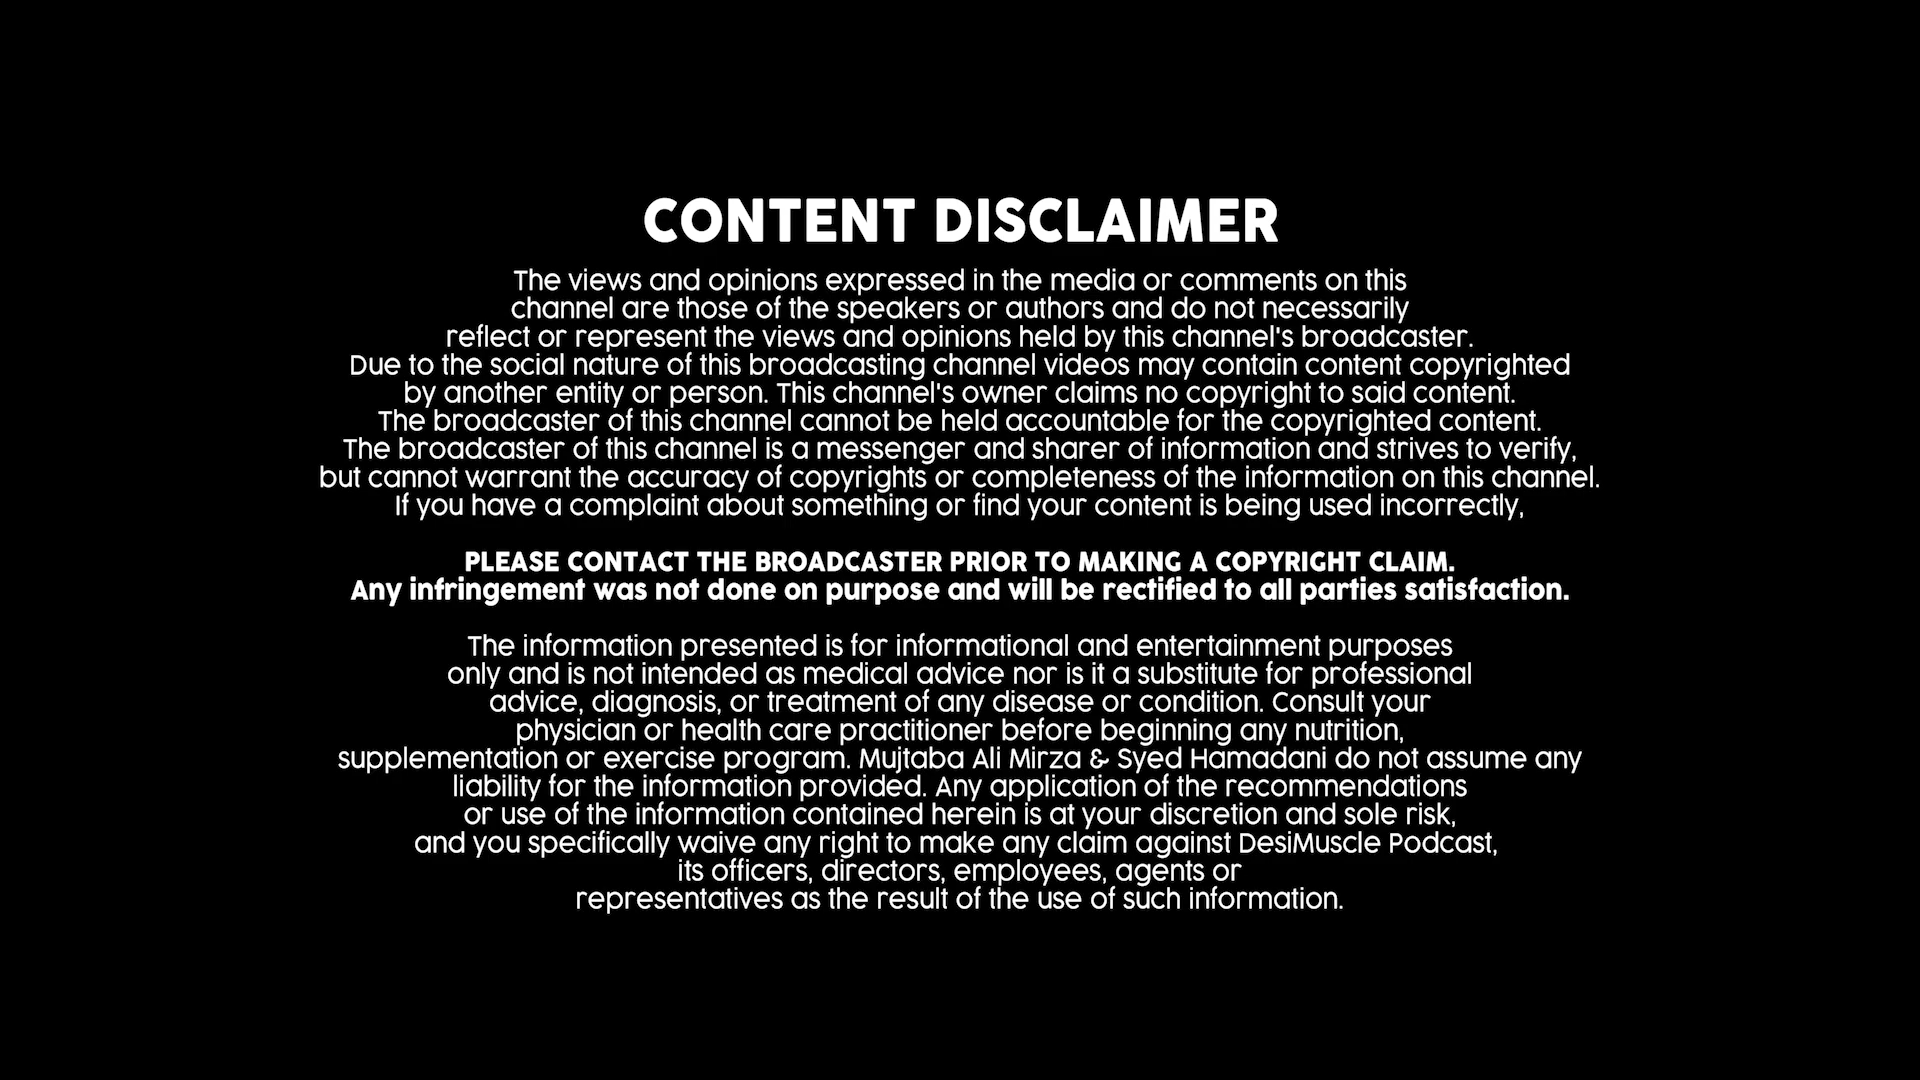 CONTENT DISCLAIMER
The views and opinions expressed in the media or comments on this
channel are those of the speakers or authors and do not necessarily
reflect or represent the views and opinions held by this channel's broadcaster.
Due to the social nature of this broadcasting channel videos may contain content copyrighted
by another entity or person. This channel's owner claims no copyright to said content.
The broadcaster of this channel cannot be held accountable for the copyrighted content.
The broadcaster of this channel is a messenger and sharer of information and strives to verify,
but cannot warrant the accuracy of copyrights or completeness of the information on this channel.
If you have a complaint about something or find your content is being used incorrectly,
PLEASE CONTACT THE BROADCASTER PRIOR TO MAKING A COPYRIGHT CLAIM.
Any infringement was not done on purpose and will be rectified to all parties satisfaction.
The information presented is for informational and entertainment purposes
only and is not intended as medical advice nor is it a substitute for professional
advice, diagnosis, or treatment of any disease or condition. Consult your
physician or health care practitioner before beginning any nutrition,
supplementation or exercise program. Mujtaba Ali Mirza & Syed Hamadani do not assume any
liability for the information provided. Any application of the recommendations
or use of the information contained herein is at your discretion and sole risk,
and you specifically waive any right to make any claim against DesiMuscle Podcast,
its officers, directors, employees, agents or
representatives as the result of the use of such information.